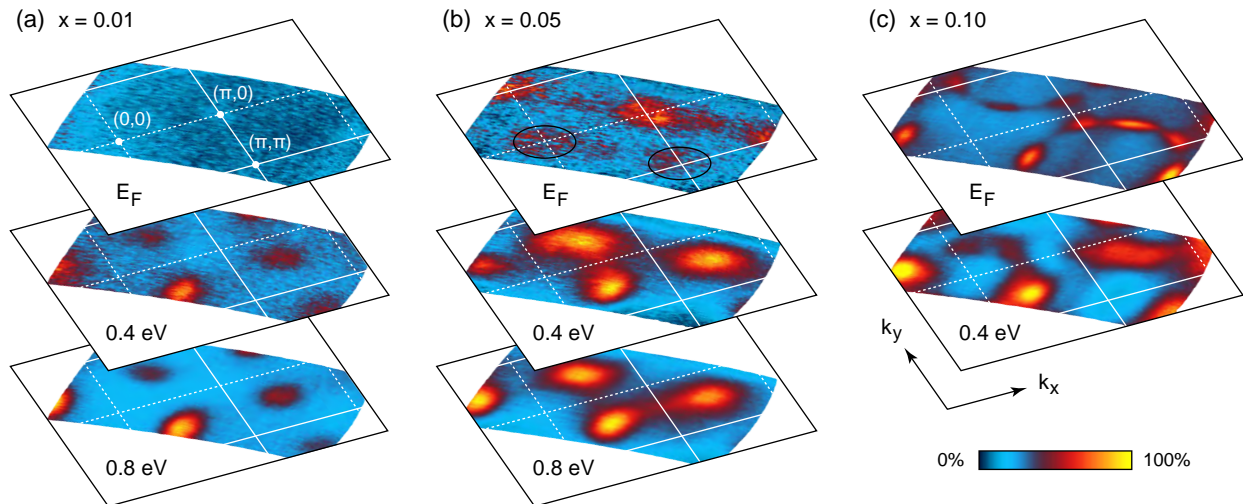 (a) x = 0.01
(0,0)
(π,0)
(π,π)
E_F
0.4 eV
0.8 eV
(b) x = 0.05
E_F
0.4 eV
0.8 eV
(c) x = 0.10
E_F
0.4 eV
k_y
k_x
0% 100%